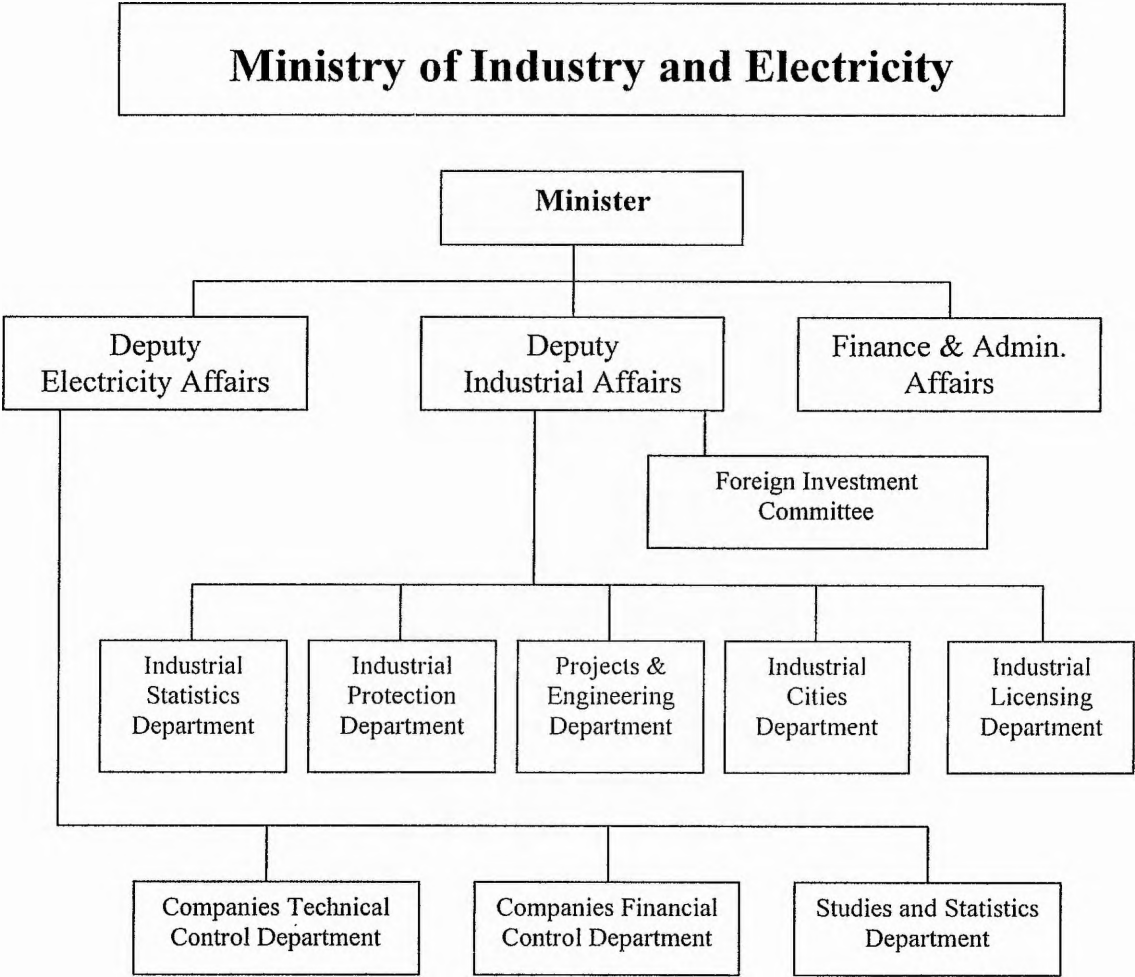 Ministry of Industry and Electricity
Minister
Deputy
Electricity Affairs
Deputy
Industrial Affairs
Finance & Admin.
Affairs
Foreign Investment
Committee
Industrial
Statistics
Department
Industrial
Protection
Department
Projects &
Engineering
Department
Industrial
Cities
Department
Industrial
Licensing
Department
Companies Technical
Control Department
Companies Financial
Control Department
Studies and Statistics
Department